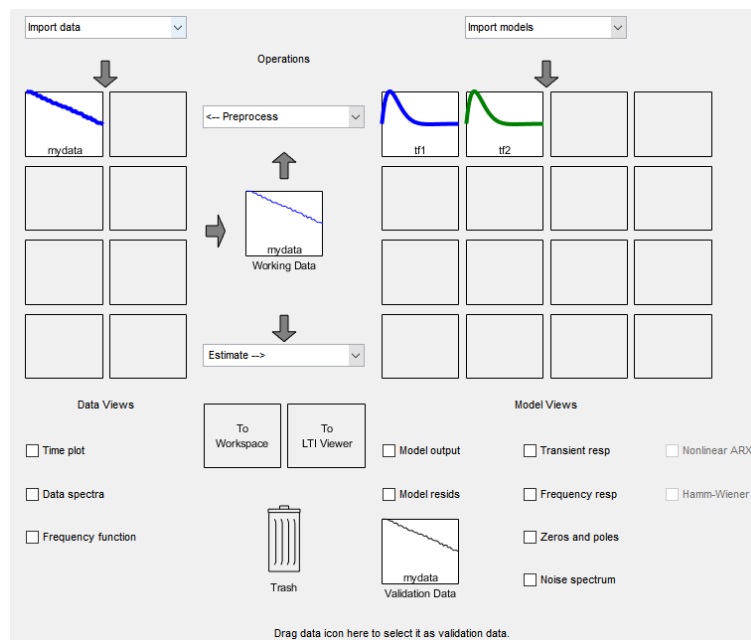 Import data
Import models
Operations
<-- Preprocess
mydata
tf1
tf2
mydata
Working Data
Estimate -->
Data Views
Model Views
To
Workspace
To
LTI Viewer
Time plot
Model output
Transient resp
Nonlinear ARX
Data spectra
Model resids
Frequency resp
Hamm-Wiener
Frequency function
Zeros and poles
Trash
mydata
Validation Data
Noise spectrum
Drag data icon here to select it as validation data.